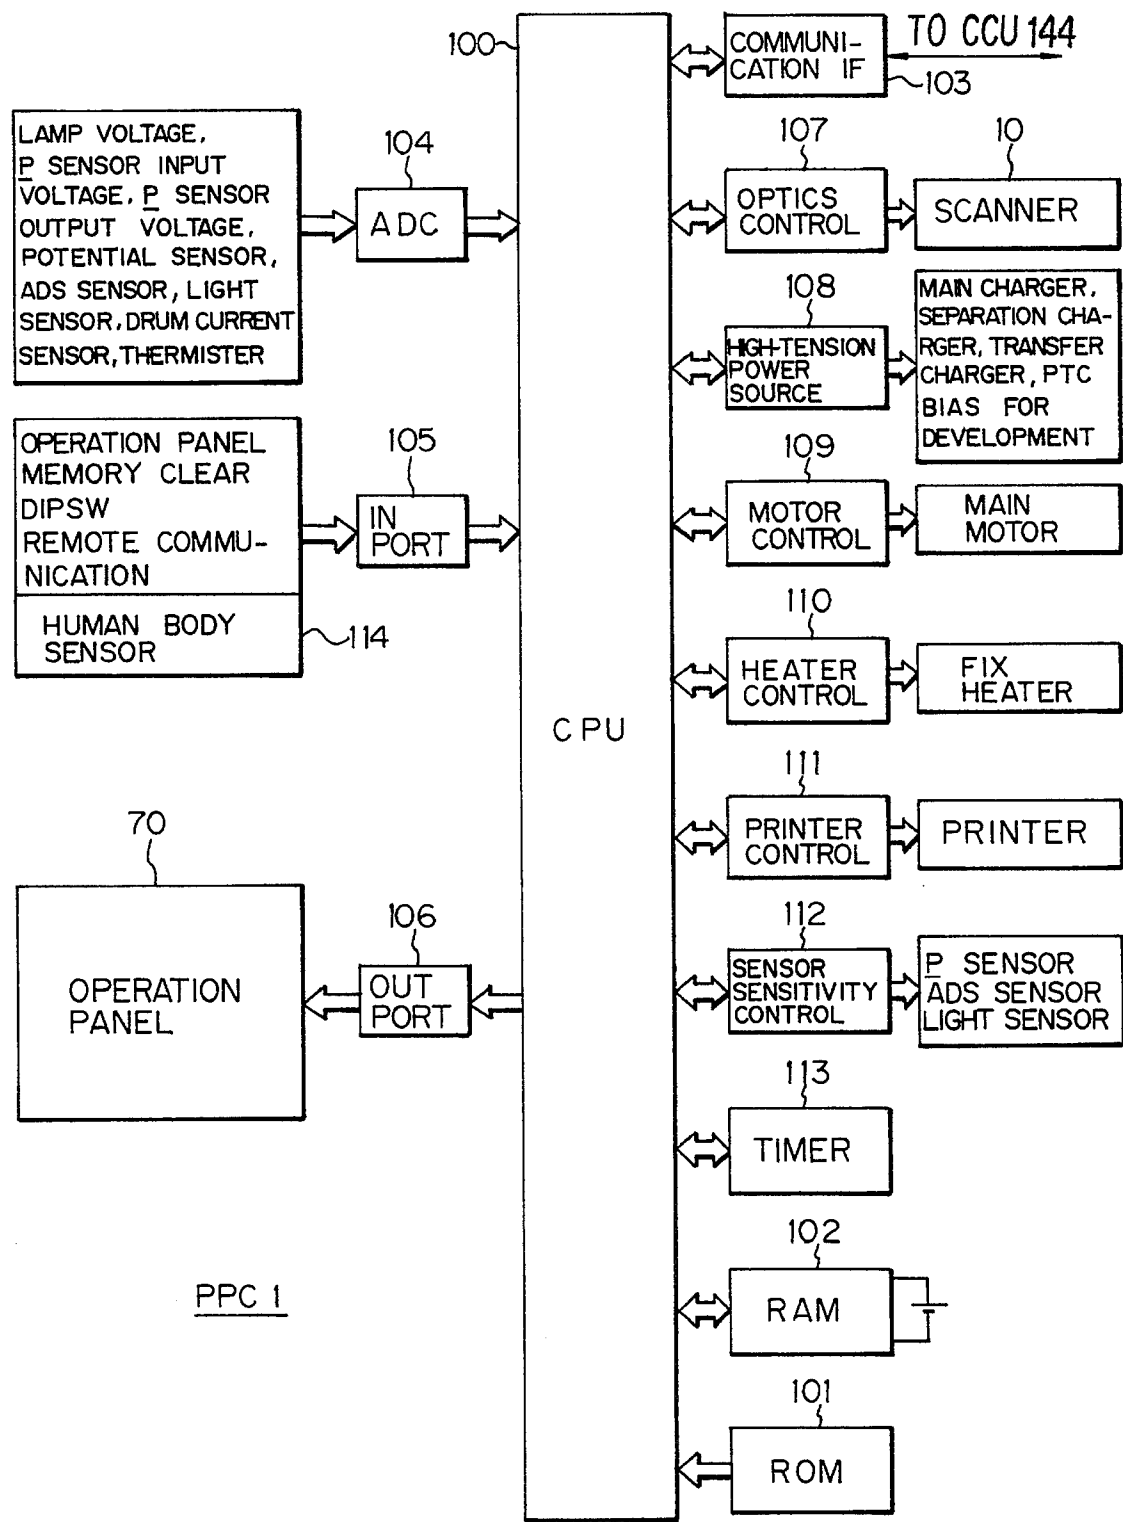 100
COMMUNI-
CATION IF
TO CCU 144
103
LAMP VOLTAGE,
P SENSOR INPUT
VOLTAGE, P SENSOR
OUTPUT VOLTAGE,
POTENTIAL SENSOR,
ADS SENSOR, LIGHT
SENSOR, DRUM CURRENT
SENSOR, THERMISTER
104
ADC
107
OPTICS
CONTROL
10
SCANNER
108
HIGH-TENSION
POWER
SOURCE
MAIN CHARGER,
SEPARATION CHA-
RGER, TRANSFER
CHARGER, PTC
BIAS FOR
DEVELOPMENT
OPERATION PANEL
MEMORY CLEAR
DIPSW
REMOTE COMMU-
NICATION
HUMAN BODY
SENSOR
114
105
IN
PORT
109
MOTOR
CONTROL
MAIN
MOTOR
110
HEATER
CONTROL
FIX
HEATER
CPU
111
PRINTER
CONTROL
PRINTER
70
OPERATION
PANEL
106
OUT
PORT
112
SENSOR
SENSITIVITY
CONTROL
P SENSOR
ADS SENSOR
LIGHT SENSOR
113
TIMER
102
RAM
PPC 1
101
ROM